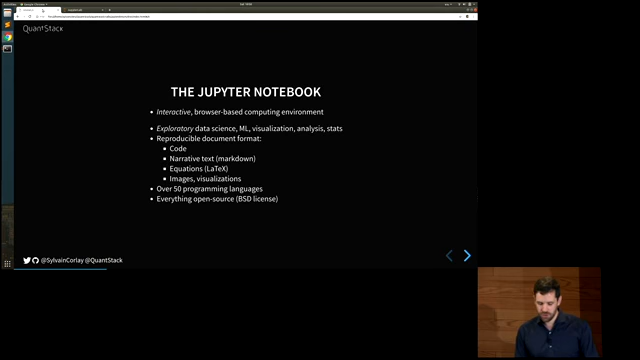 QuantStack
THE JUPYTER NOTEBOOK
Interactive, browser-based computing environment
Exploratory data science, ML, visualization, analysis, stats
Reproducible document format:
Code
Narrative text (markdown)
Equations (LaTeX)
Images, visualizations
Over 50 programming languages
Everything open-source (BSD license)
@SylvainCorlay @QuantStack